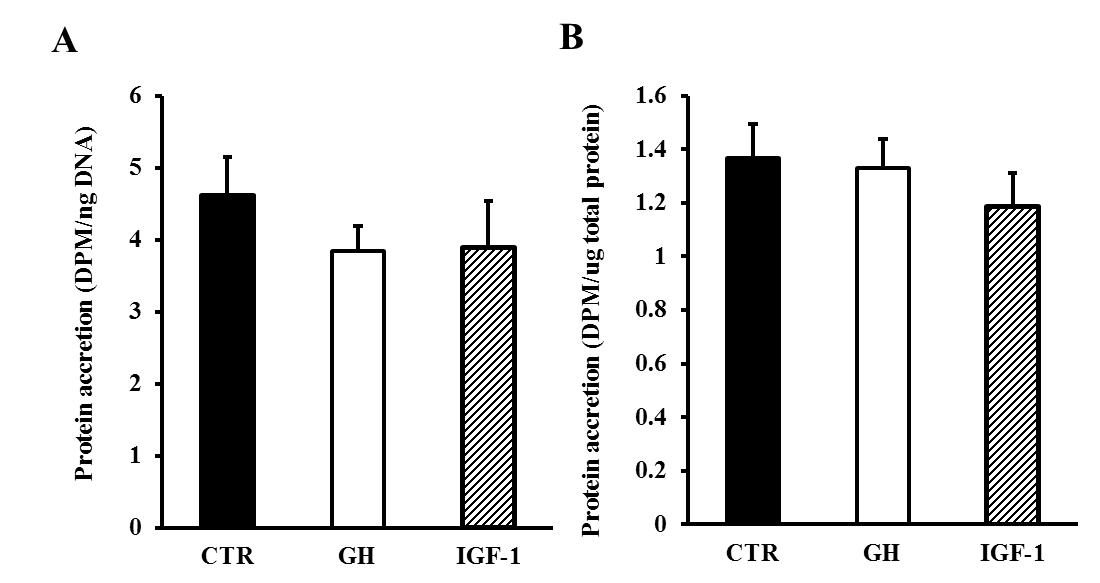 A
Protein accretion (DPM/ng DNA)
6
5
4
3
2
1
0
CTR GH IGF-1
B
Protein accretion (DPM/ug total protein)
1.6
1.4
1.2
1
0.8
0.6
0.4
0.2
0
CTR GH IGF-1